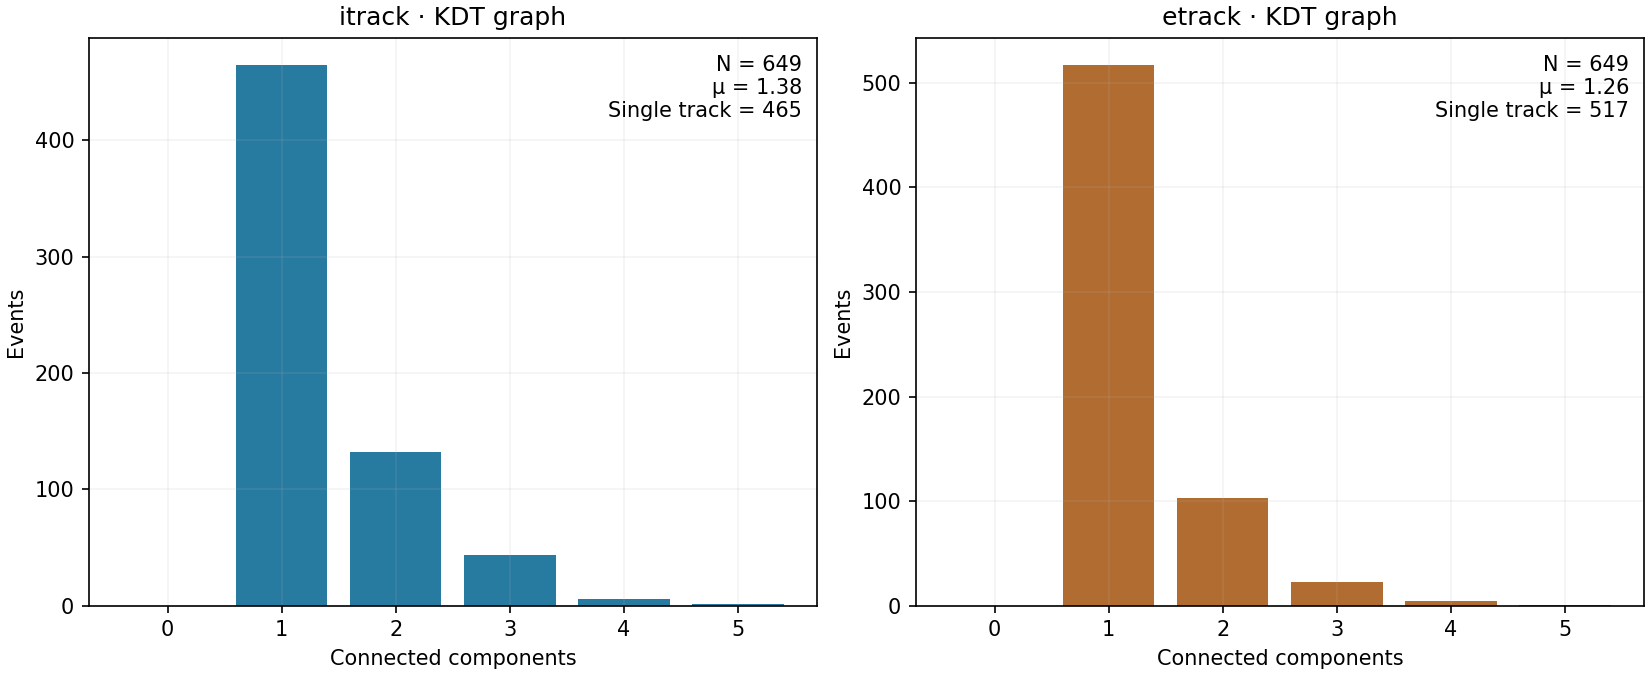 itrack · KDT graph
N = 649
μ = 1.38
Single track = 465
Events
400
300
200
100
0
0 1 2 3 4 5
Connected components
etrack · KDT graph
N = 649
μ = 1.26
Single track = 517
Events
500
400
300
200
100
0
0 1 2 3 4 5
Connected components